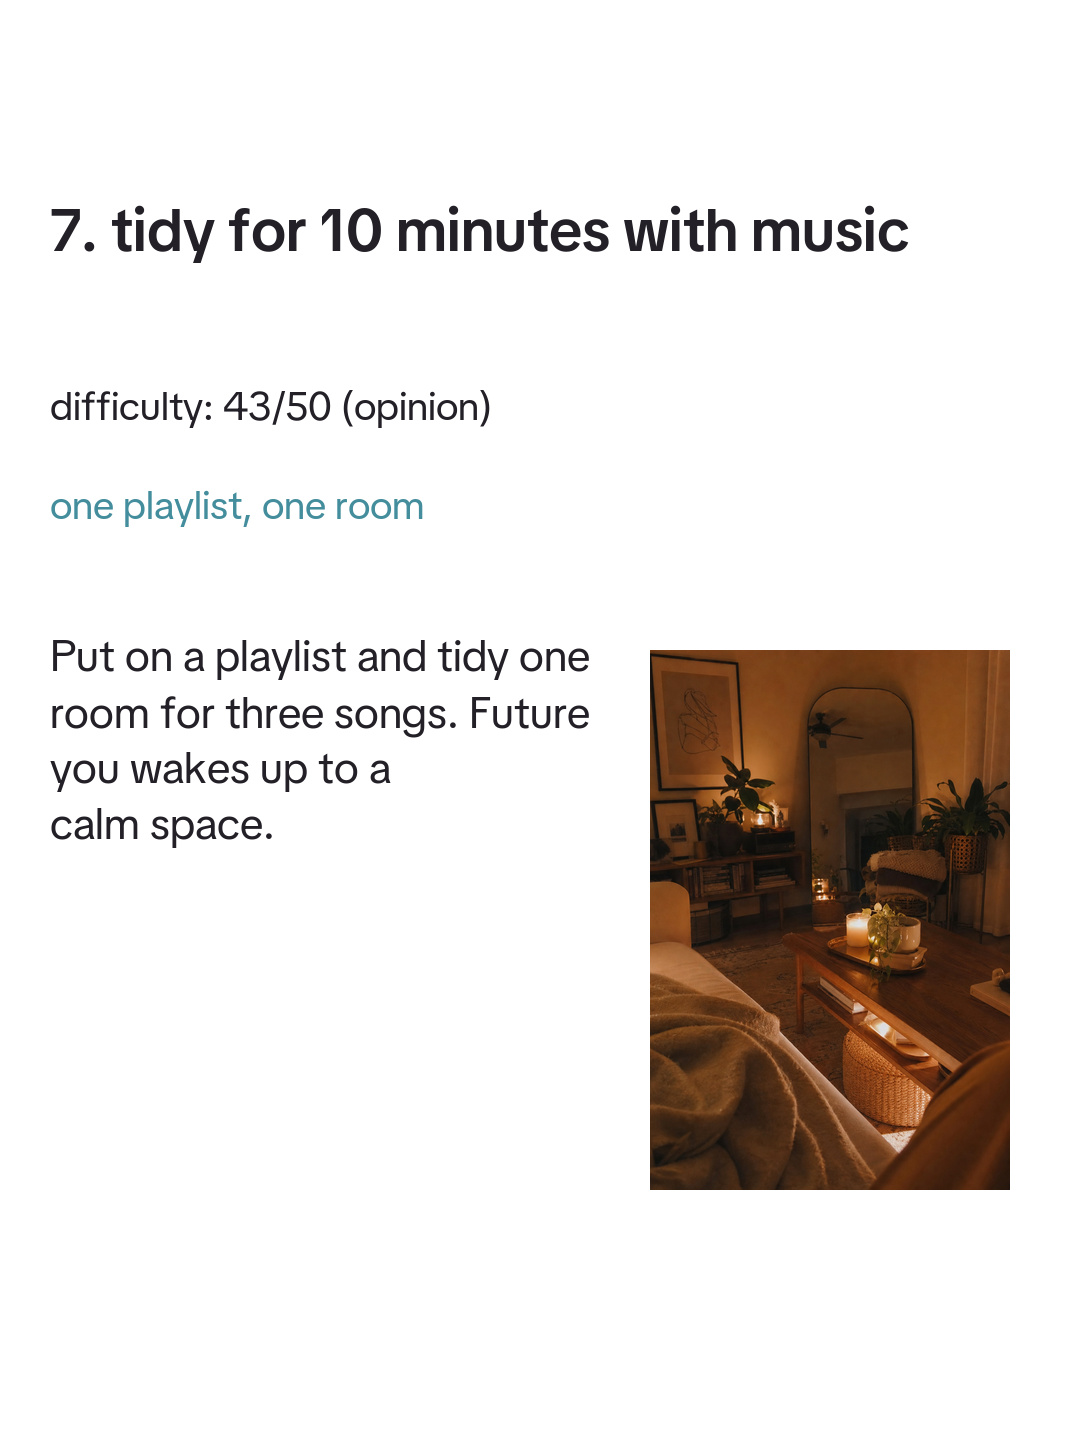 7. tidy for 10 minutes with music
difficulty: 43/50 (opinion)
one playlist, one room
Put on a playlist and tidy one
room for three songs. Future
you wakes up to a
calm space.